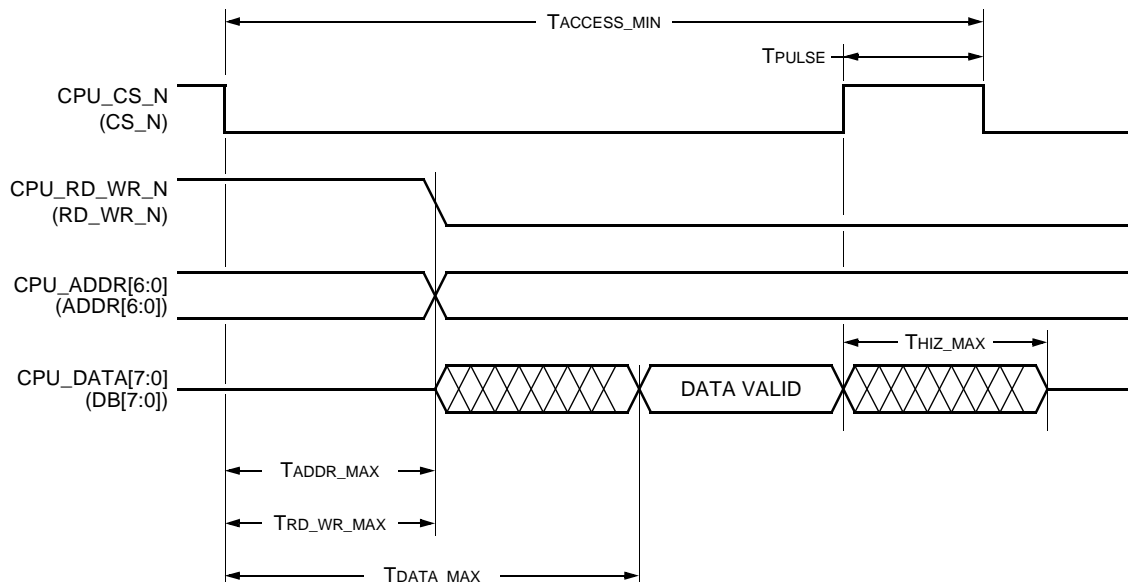 TACCESS_MIN
TPULSE
CPU_CS_N
(CS_N)
CPU_RD_WR_N
(RD_WR_N)
CPU_ADDR[6:0]
(ADDR[6:0])
THIZ_MAX
CPU_DATA[7:0]
(DB[7:0])
DATA VALID
TADDR_MAX
TRD_WR_MAX
TDATA_MAX